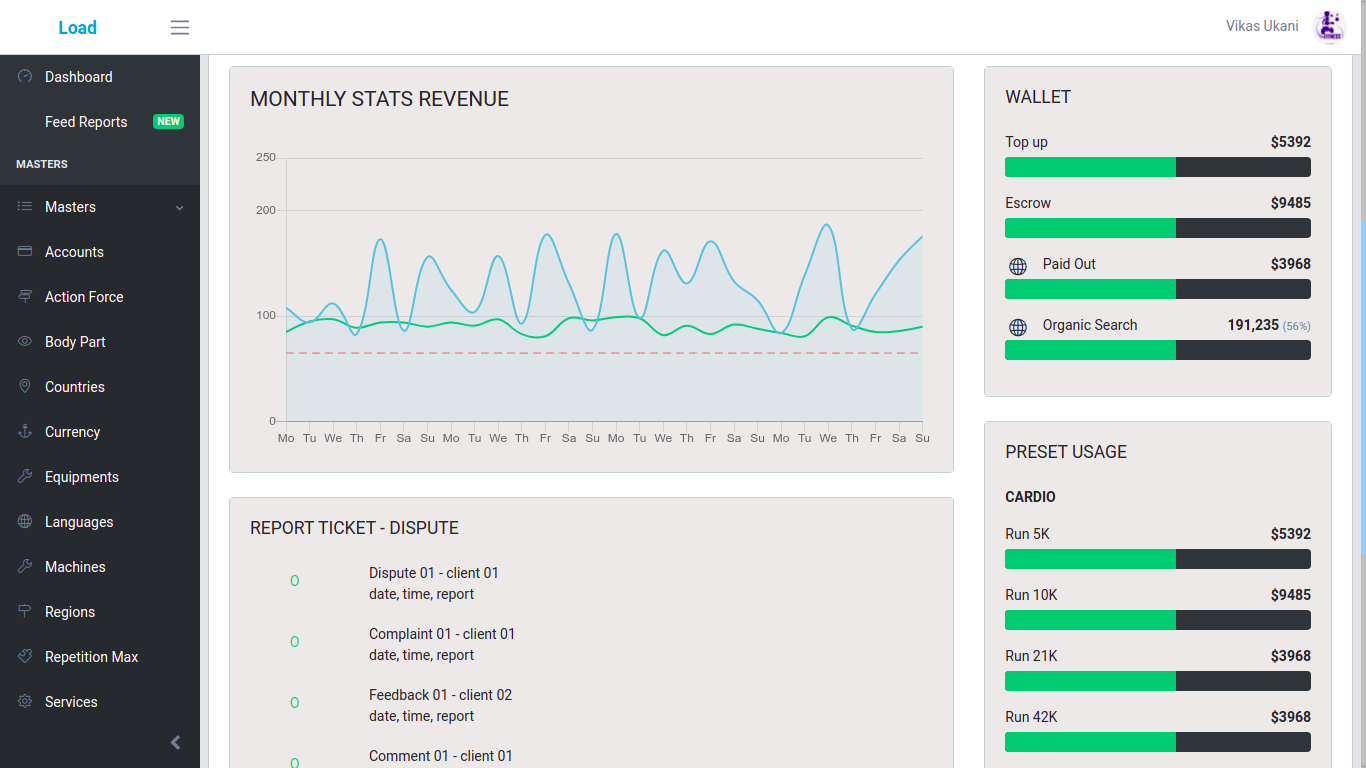 Load
Vikas Ukani
Dashboard
Feed Reports NEW
MASTERS
Masters
Accounts
Action Force
Body Part
Countries
Currency
Equipments
Languages
Machines
Regions
Repetition Max
Services
MONTHLY STATS REVENUE
250
200
100
0
Mo Tu We Th Fr Sa Su Mo Tu We Th Fr Sa Su Mo Tu We Th Fr Sa Su Mo Tu We Th Fr Sa Su
REPORT TICKET - DISPUTE
0 Dispute 01 - client 01
date, time, report
0 Complaint 01 - client 01
date, time, report
0 Feedback 01 - client 02
date, time, report
0 Comment 01 - client 01
WALLET
Top up $5392
Escrow $9485
Paid Out $3968
Organic Search 191,235 (56%)
PRESET USAGE
CARDIO
Run 5K $5392
Run 10K $9485
Run 21K $3968
Run 42K $3968